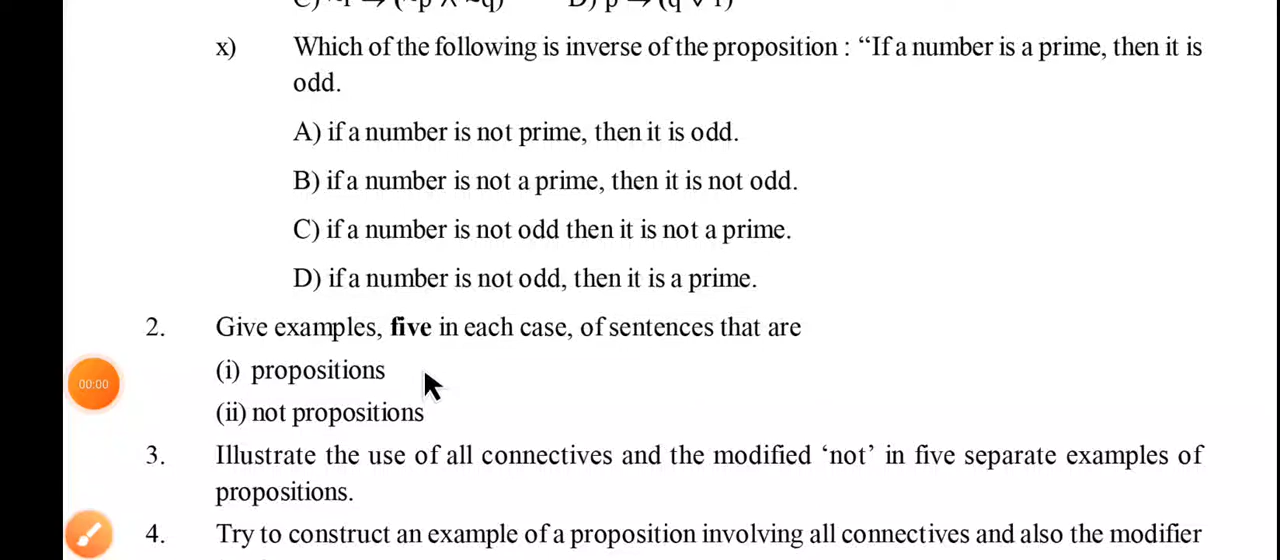 C) ~r → (~p ∧ ~q) D) p → (q ∨ r)
x) Which of the following is inverse of the proposition : “If a number is a prime, then it is
odd.
A) if a number is not prime, then it is odd.
B) if a number is not a prime, then it is not odd.
C) if a number is not odd then it is not a prime.
D) if a number is not odd, then it is a prime.
2. Give examples, five in each case, of sentences that are
(i) propositions
00:00
(ii) not propositions
3. Illustrate the use of all connectives and the modified ‘not’ in five separate examples of
propositions.
4. Try to construct an example of a proposition involving all connectives and also the modifier